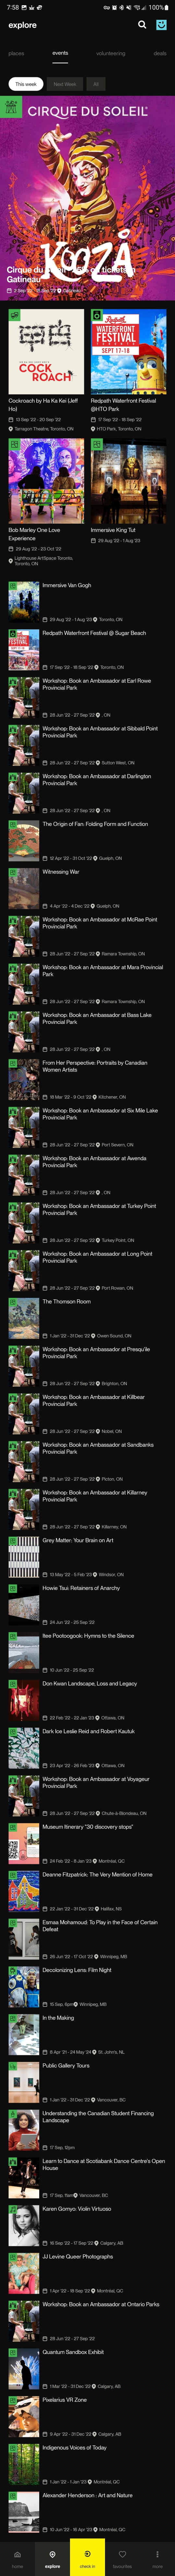 7:58
100%
explore
places
events
volunteering
deals
This week
Next Week
All
CIRQUE DU SOLEIL
KOOZA
Gatineau
COCK
ROACH
Cockroach by Ho Ka Kei (Jeff
Ho)
13 Sep '22 - 20 Sep '22
Tarragon Theatre, Toronto, ON
Redpath
WATERFRONT
FESTIVAL
SEPT 17-18
Redpath Waterfront Festival
@HTO Park
17 Sep '22 - 18 Sep '22
HTO Park, Toronto, ON
Bob Marley One Love
Experience
29 Aug '22 - 23 Oct '22
Lighthouse ArtSpace Toronto,
Toronto, ON
Immersive King Tut
29 Aug '22 - 1 Aug '23
Immersive Van Gogh
29 Aug '22 - 1 Aug '23 Toronto, ON
Redpath Waterfront Festival @ Sugar Beach
17 Sep '22 - 18 Sep '22 Toronto, ON
Workshop: Book an Ambassador at Earl Rowe
Provincial Park
28 Jun '22 - 27 Sep '22 , ON
Workshop: Book an Ambassador at Sibbald Point
Provincial Park
28 Jun '22 - 27 Sep '22 Sutton West, ON
Workshop: Book an Ambassador at Darlington
Provincial Park
28 Jun '22 - 27 Sep '22 , ON
The Origin of Fan: Folding Form and Function
12 Apr '22 - 31 Oct '22 Guelph, ON
Witnessing War
4 Apr '22 - 4 Dec '22 Guelph, ON
Workshop: Book an Ambassador at McRae Point
Provincial Park
28 Jun '22 - 27 Sep '22 Ramara Township, ON
Workshop: Book an Ambassador at Mara Provincial
Park
28 Jun '22 - 27 Sep '22 Ramara Township, ON
Workshop: Book an Ambassador at Bass Lake
Provincial Park
28 Jun '22 - 27 Sep '22 , ON
From Her Perspective: Portraits by Canadian
Women Artists
18 Mar '22 - 9 Oct '22 Kitchener, ON
Workshop: Book an Ambassador at Six Mile Lake
Provincial Park
28 Jun '22 - 27 Sep '22 Port Severn, ON
Workshop: Book an Ambassador at Awenda
Provincial Park
28 Jun '22 - 27 Sep '22 , ON
Workshop: Book an Ambassador at Turkey Point
Provincial Park
28 Jun '22 - 27 Sep '22 Turkey Point, ON
Workshop: Book an Ambassador at Long Point
Provincial Park
28 Jun '22 - 27 Sep '22 Port Rowan, ON
The Thomson Room
1 Jan '22 - 31 Dec '22 Owen Sound, ON
Workshop: Book an Ambassador at Presqu'ile
Provincial Park
28 Jun '22 - 27 Sep '22 Brighton, ON
Workshop: Book an Ambassador at Killbear
Provincial Park
28 Jun '22 - 27 Sep '22 Nobel, ON
Workshop: Book an Ambassador at Sandbanks
Provincial Park
28 Jun '22 - 27 Sep '22 Picton, ON
Workshop: Book an Ambassador at Killarney
Provincial Park
28 Jun '22 - 27 Sep '22 Killarney, ON
Grey Matter: Your Brain on Art
13 May '22 - 5 Feb '23 Windsor, ON
Howie Tsui: Retainers of Anarchy
24 Jun '22 - 25 Sep '22
Itee Pootoogook: Hymns to the Silence
10 Jun '22 - 25 Sep '22
Don Kwan Landscape, Loss and Legacy
22 Feb '22 - 22 Jan '23 Ottawa, ON
Dark Ice Leslie Reid and Robert Kautuk
23 Apr '22 - 26 Feb '23 Ottawa, ON
Workshop: Book an Ambassador at Voyageur
Provincial Park
28 Jun '22 - 27 Sep '22 Chute-à-Blondeau, ON
Museum Itinerary "30 discovery stops"
24 Feb '22 - 8 Jan '23 Montréal, QC
Deanne Fitzpatrick: The Very Mention of Home
22 Jan '22 - 31 Dec '22 Halifax, NS
Esmaa Mohamoud: To Play in the Face of Certain
Defeat
26 Jun '22 - 17 Oct '22 Winnipeg, MB
Decolonizing Lens: Film Night
15 Sep, 6pm Winnipeg, MB
In the Making
8 Apr '21 - 24 May '24 St. John's, NL
Public Gallery Tours
1 Jan '22 - 31 Dec '22 Vancouver, BC
Understanding the Canadian Student Financing
Landscape
17 Sep, 12pm
Learn to Dance at Scotiabank Dance Centre's Open
House
17 Sep, 11am Vancouver, BC
Karen Gomyo: Violin Virtuoso
16 Sep '22 - 17 Sep '22 Calgary, AB
JJ Levine Queer Photographs
1 Apr '22 - 18 Sep '22 Montréal, QC
Workshop: Book an Ambassador at Ontario Parks
28 Jun '22 - 27 Sep '22
Quantum Sandbox Exhibit
1 Mar '22 - 31 Dec '22 Calgary, AB
Pixelarius VR Zone
9 Apr '22 - 31 Dec '22 Calgary, AB
Indigenous Voices of Today
1 Jan '22 - 1 Jan '23 Montréal, QC
Alexander Henderson : Art and Nature
10 Jun '22 - 16 Apr '23 Montréal, QC
home
explore
check in
favourites
more